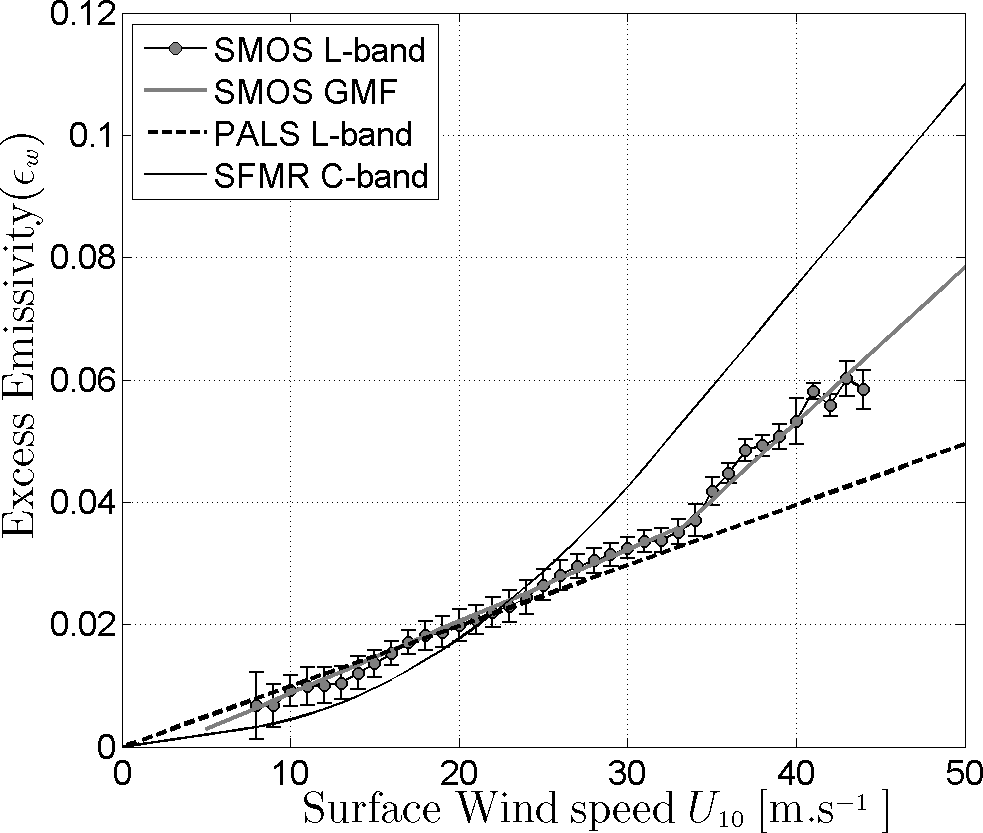 0.12
0.1
0.08
0.06
0.04
0.02
0
Excess Emissivity(ϵw)
SMOS L-band
SMOS GMF
PALS L-band
SFMR C-band
0 10 20 30 40 50
Surface Wind speed U10 [m.s−1 ]